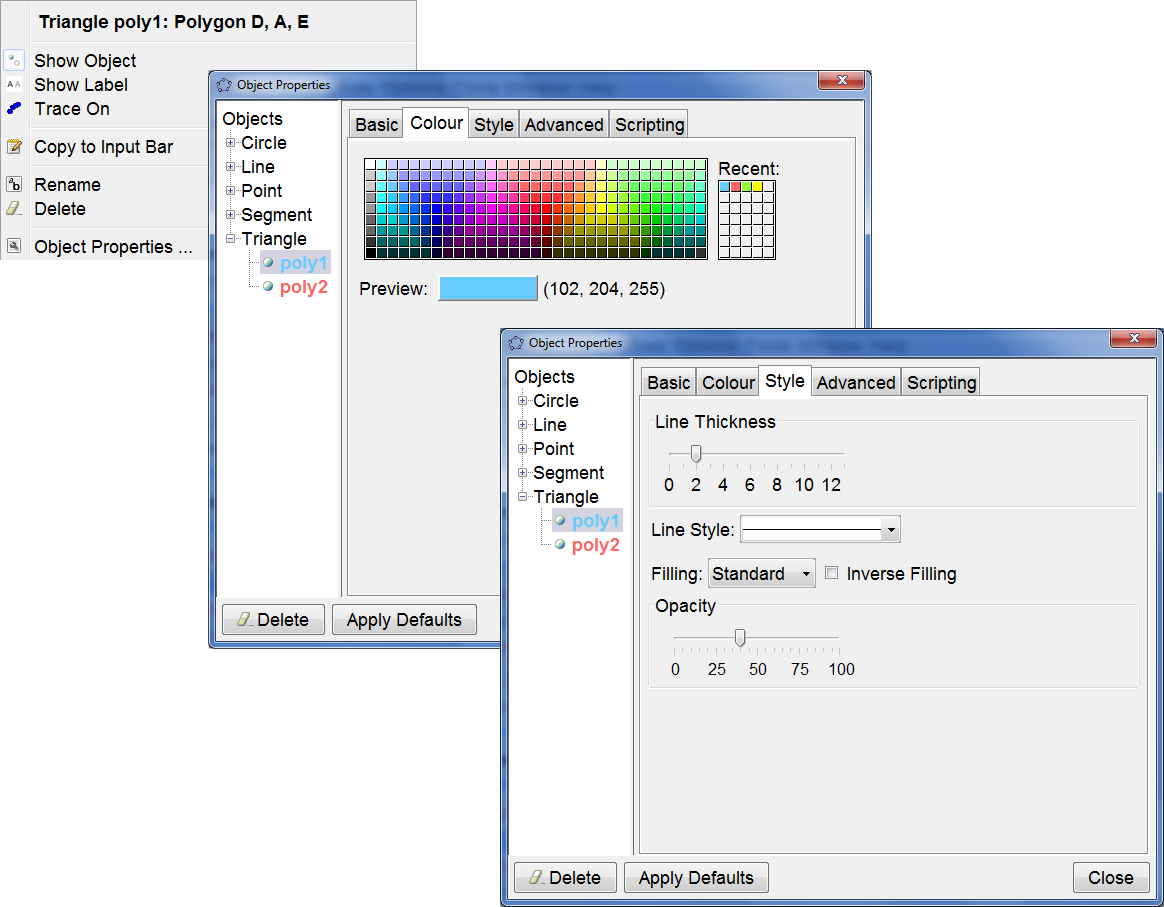 Triangle poly1: Polygon D, A, E
Show Object
AA Show Label
Trace On
Copy to Input Bar
ab Rename
Delete
Object Properties ...
Object Properties
Objects
Circle
Line
Point
Segment
Triangle
poly1
poly2
Basic Colour Style Advanced Scripting
Recent:
Preview: (102, 204, 255)
Delete Apply Defaults
Object Properties
Objects
Circle
Line
Point
Segment
Triangle
poly1
poly2
Basic Colour Style Advanced Scripting
Line Thickness
0 2 4 6 8 10 12
Line Style:
Filling: Standard Inverse Filling
Opacity
0 25 50 75 100
Delete Apply Defaults Close